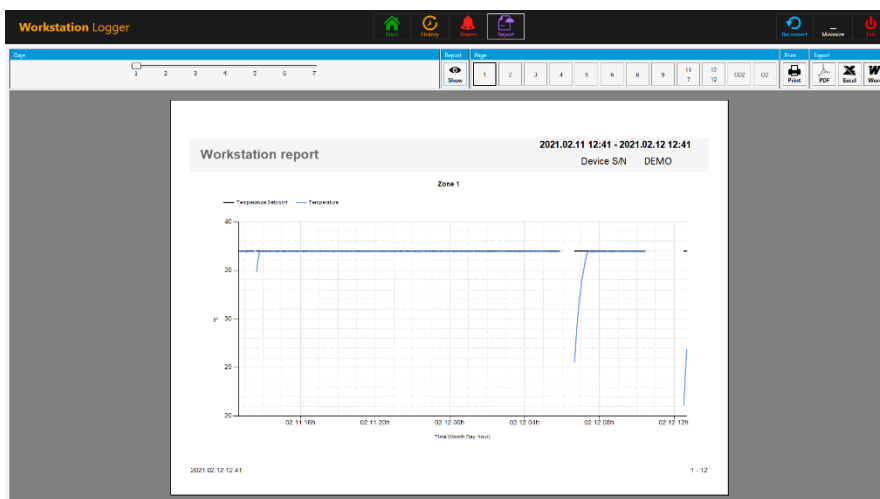 Workstation Logger
Main
History
Alarms
Report
Reconnect
Minimize
Days
Report
Page
Print
Export
1 2 3 4 5 6 7
Show
1 2 3 4 5 6 8 9 11 7 12 10 CO2 O2
Print
PDF
Excel
Word
Workstation report
2021.02.11 12:41 - 2021.02.12 12:41
Device S/N DEMO
Zone 1
Temperature Setpoint Temperature
40
35
30
25
20
°C
02.11 16h 02.11 20h 02.12 00h 02.12 04h 02.12 08h 02.12 12h
Time (Month Day Hour)
2021.02.12 12:41
1 - 12